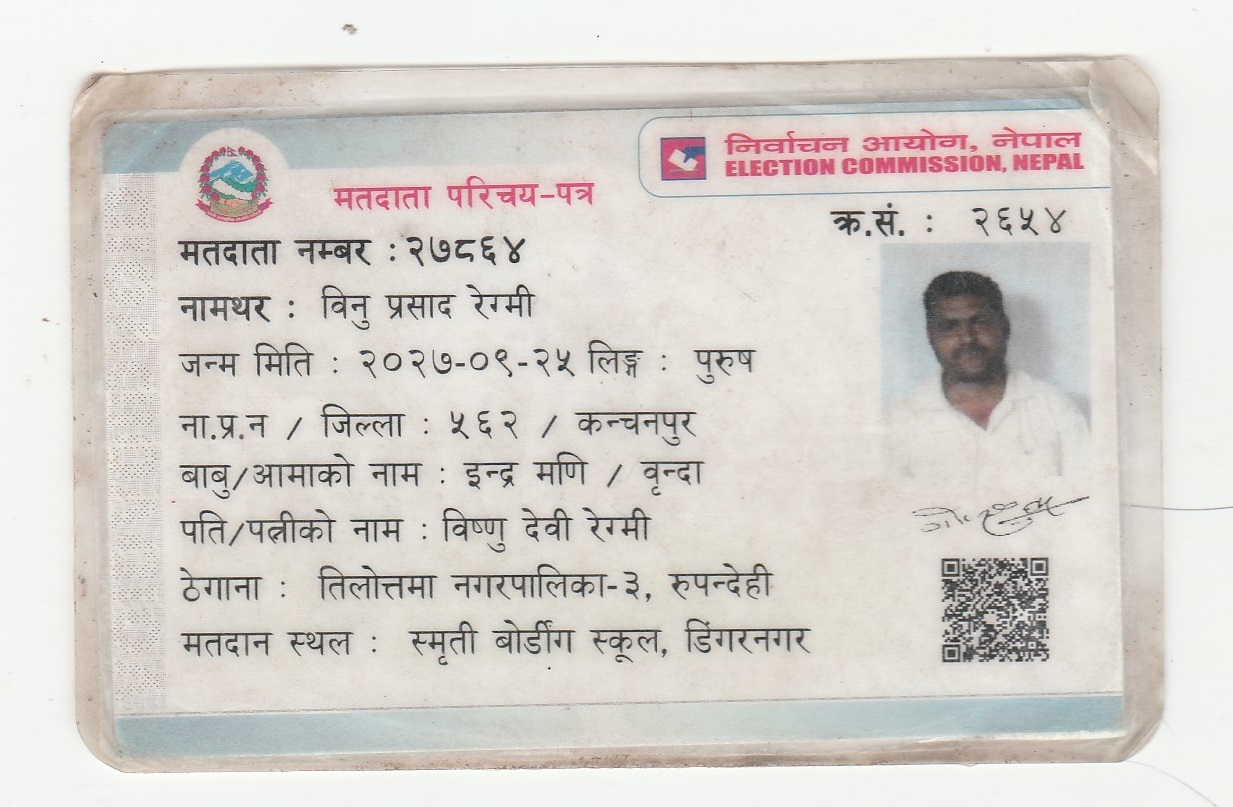 निर्वाचन आयोग, नेपाल
ELECTION COMMISSION, NEPAL
मतदाता परिचय-पत्र
क्र.सं. : २६५४
मतदाता नम्बर : २७८६४
नामथर : विनु प्रसाद रेग्मी
जन्म मिति : २०२७-०९-२५ लिङ्ग : पुरुष
ना.प्र.न / जिल्ला : ५६२ / कन्चनपुर
बाबु/आमाको नाम : इन्द्र मणि / वृन्दा
पति/पत्नीको नाम : विष्णु देवी रेग्मी
ठेगाना : तिलोत्तमा नगरपालिका-३, रुपन्देही
मतदान स्थल : स्मृती बोर्डींग स्कूल, डिंगरनगर